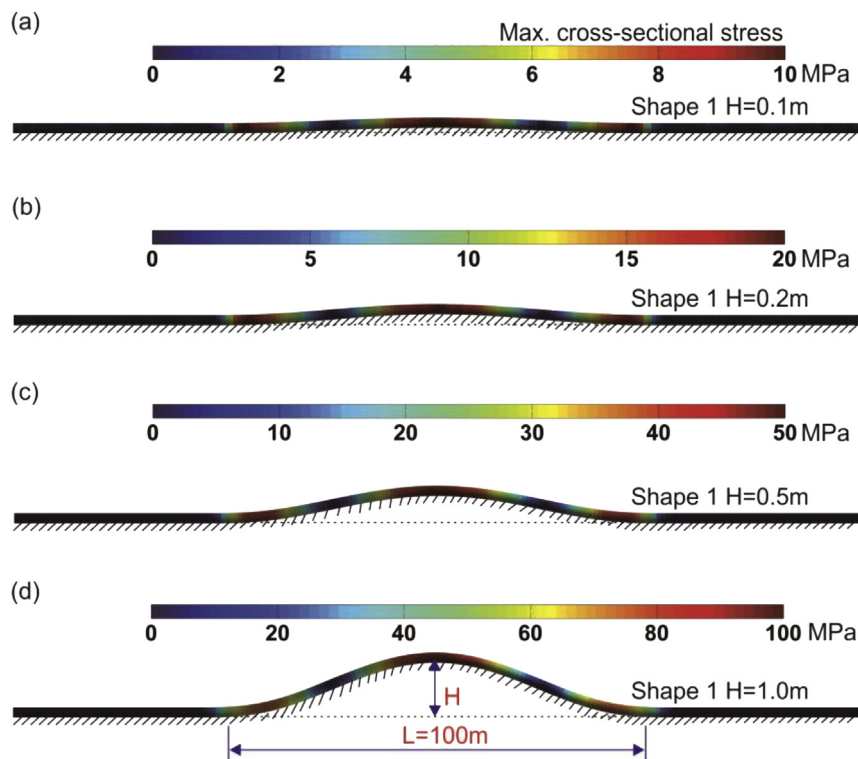 (a)
Max. cross-sectional stress
0 2 4 6 8 10 MPa
Shape 1 H=0.1m
(b)
0 5 10 15 20 MPa
Shape 1 H=0.2m
(c)
0 10 20 30 40 50 MPa
Shape 1 H=0.5m
(d)
0 20 40 60 80 100 MPa
Shape 1 H=1.0m
H
L=100m